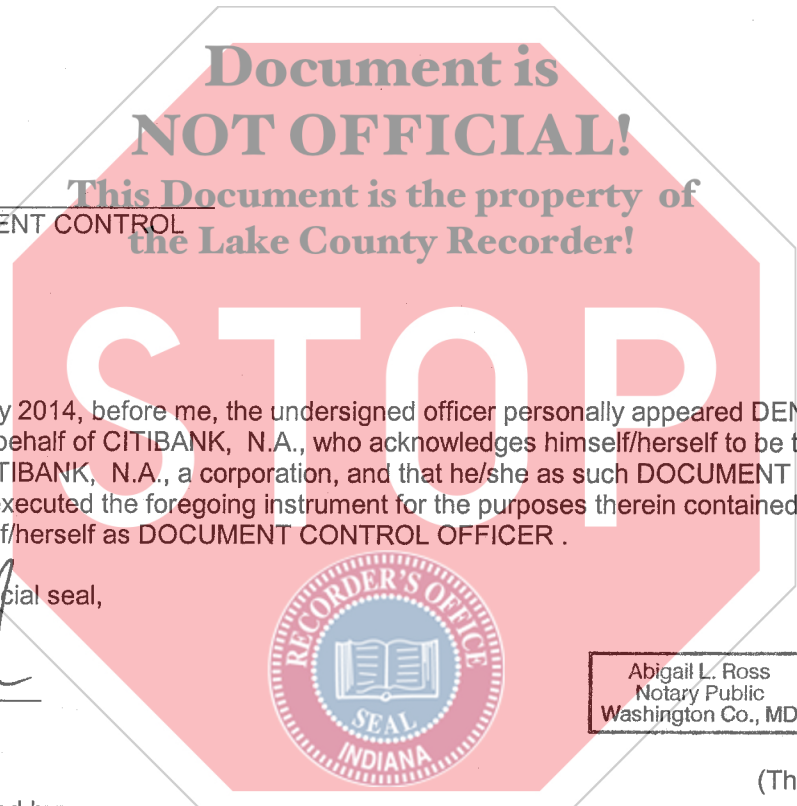 Document is
NOT OFFICIAL!
This Document is the property of
ENT CONTROL
the Lake County Recorder!
STOP
y 2014, before me, the undersigned officer personally appeared DEN
behalf of CITIBANK, N.A., who acknowledges himself/herself to be t
TIBANK, N.A., a corporation, and that he/she as such DOCUMENT
executed the foregoing instrument for the purposes therein contained
f/herself as DOCUMENT CONTROL OFFICER .
cial seal,
RECORDER'S OFFICE
SEAL
INDIANA
Abigail L. Ross
Notary Public
Washington Co., MD
(Th